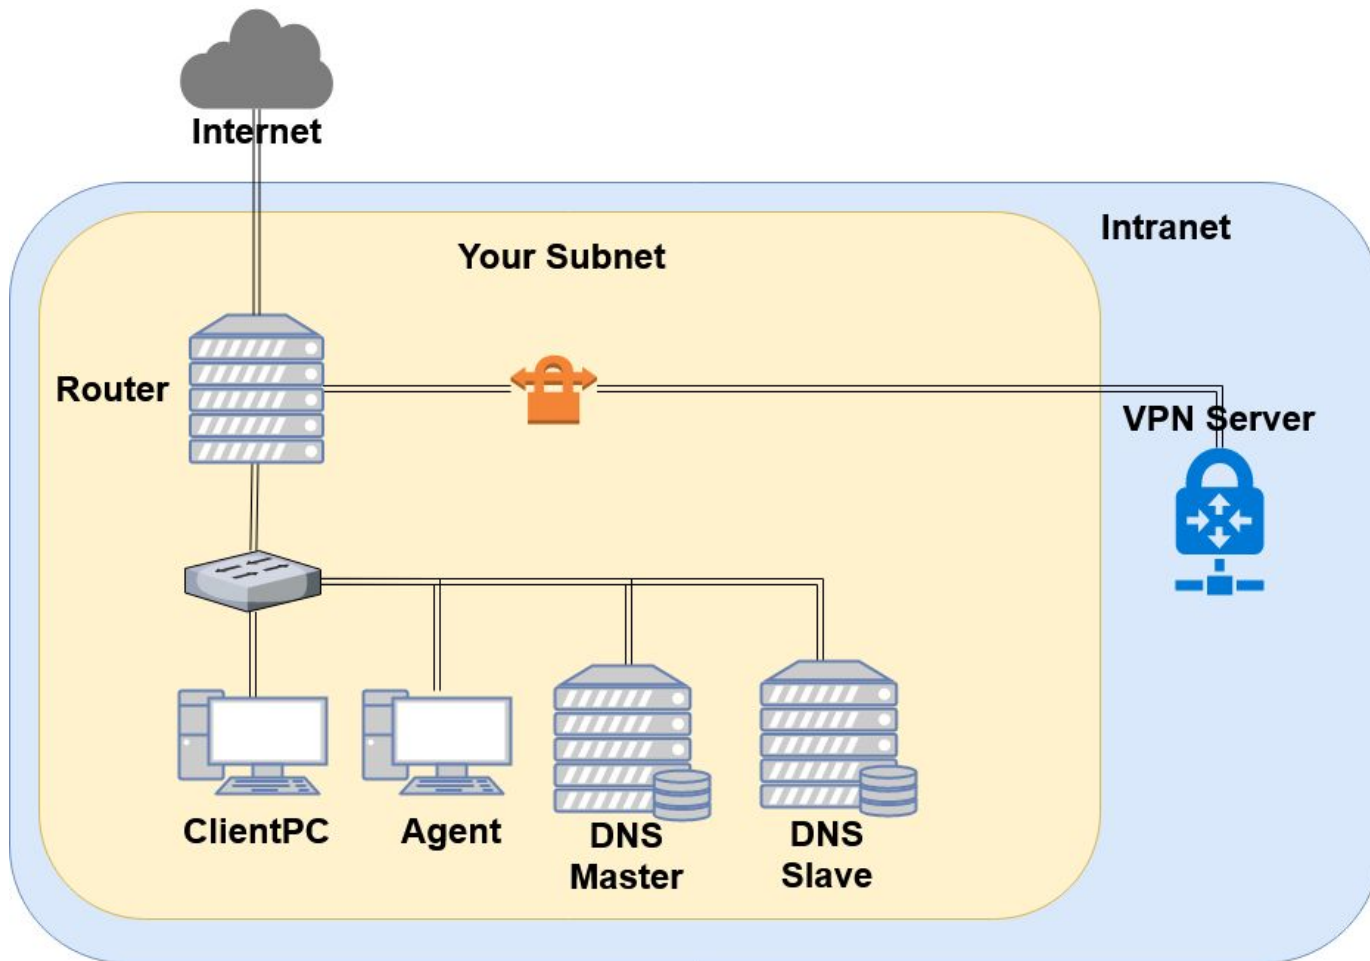 Internet
Intranet
Your Subnet
Router
VPN Server
ClientPC
Agent
DNS
Master
DNS
Slave